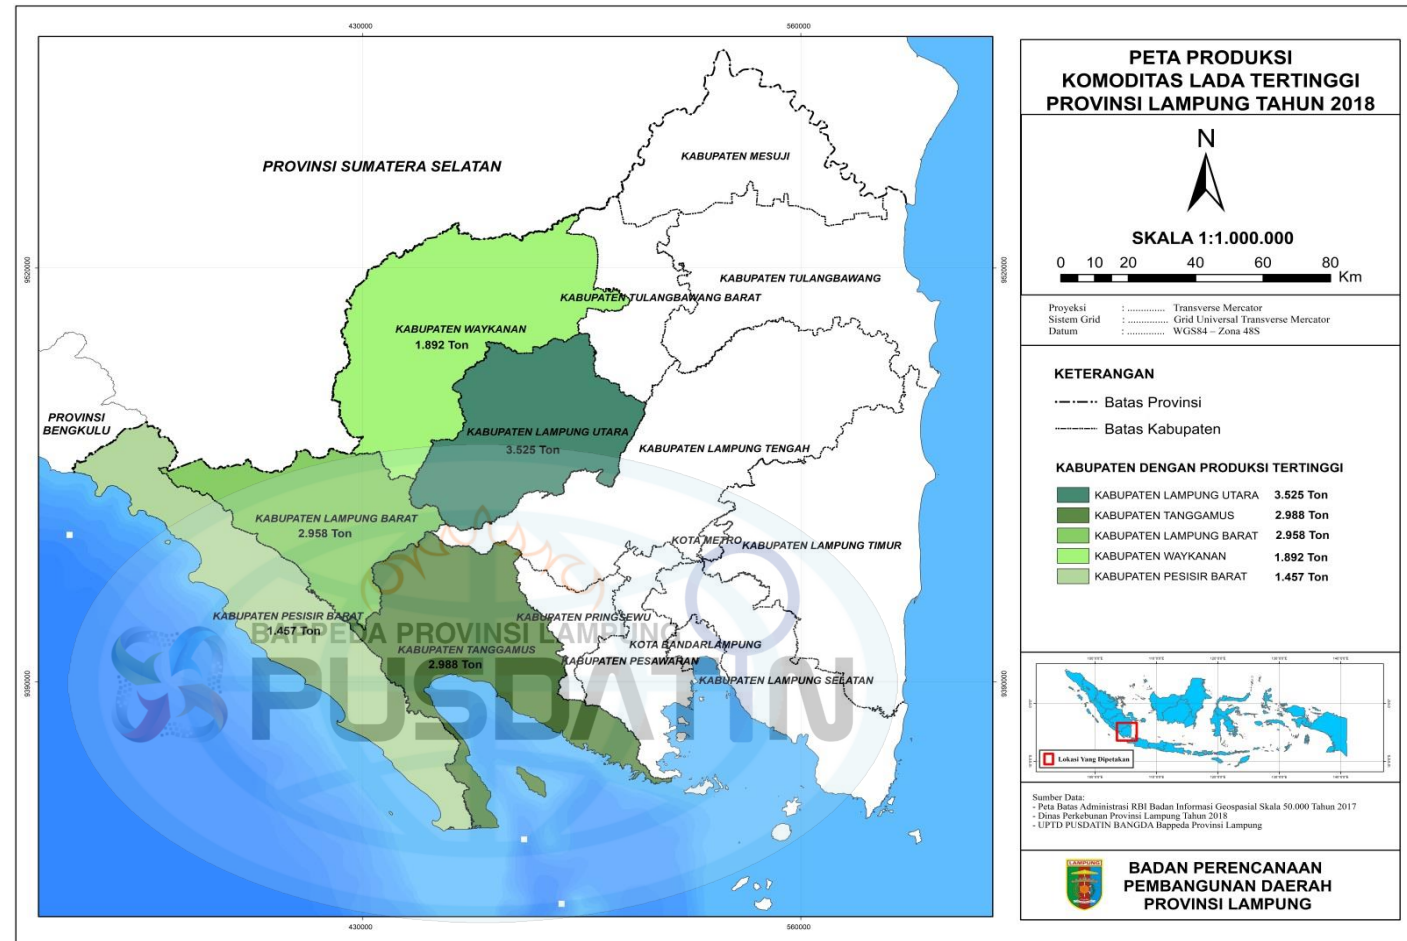 430000
560000
9520000
9520000
9390000
9390000
430000
560000
PROVINSI SUMATERA SELATAN
KABUPATEN MESUJI
KABUPATEN TULANGBAWANG
KABUPATEN TULANGBAWANG BARAT
KABUPATEN WAYKANAN
1.892 Ton
PROVINSI
BENGKULU
KABUPATEN LAMPUNG UTARA
3.525 Ton
KABUPATEN LAMPUNG TENGAH
KABUPATEN LAMPUNG BARAT
2.958 Ton
KOTA METRO
KABUPATEN LAMPUNG TIMUR
KABUPATEN PESISIR BARAT
1.457 Ton
KABUPATEN PRINGSEWU
KABUPATEN TANGGAMUS
2.988 Ton
KOTA BANDARLAMPUNG
KABUPATEN PESAWARAN
KABUPATEN LAMPUNG SELATAN
BAPPEDA PROVINSI LAMPUNG
PUSDATIN
PETA PRODUKSI
KOMODITAS LADA TERTINGGI
PROVINSI LAMPUNG TAHUN 2018
N
SKALA 1:1.000.000
0 10 20 40 60 80
Km
Proyeksi : .............. Transverse Mercator
Sistem Grid : .............. Grid Universal Transverse Mercator
Datum : .............. WGS84 – Zona 48S
KETERANGAN
Batas Provinsi
Batas Kabupaten
KABUPATEN DENGAN PRODUKSI TERTINGGI
KABUPATEN LAMPUNG UTARA 3.525 Ton
KABUPATEN TANGGAMUS 2.988 Ton
KABUPATEN LAMPUNG BARAT 2.958 Ton
KABUPATEN WAYKANAN 1.892 Ton
KABUPATEN PESISIR BARAT 1.457 Ton
Lokasi Yang Dipetakan
Sumber Data:
- Peta Batas Administrasi RBI Badan Informasi Geospasial Skala 50.000 Tahun 2017
- Dinas Perkebunan Provinsi Lampung Tahun 2018
- UPTD PUSDATIN BANGDA Bappeda Provinsi Lampung
LAMPUNG
BADAN PERENCANAAN
PEMBANGUNAN DAERAH
PROVINSI LAMPUNG